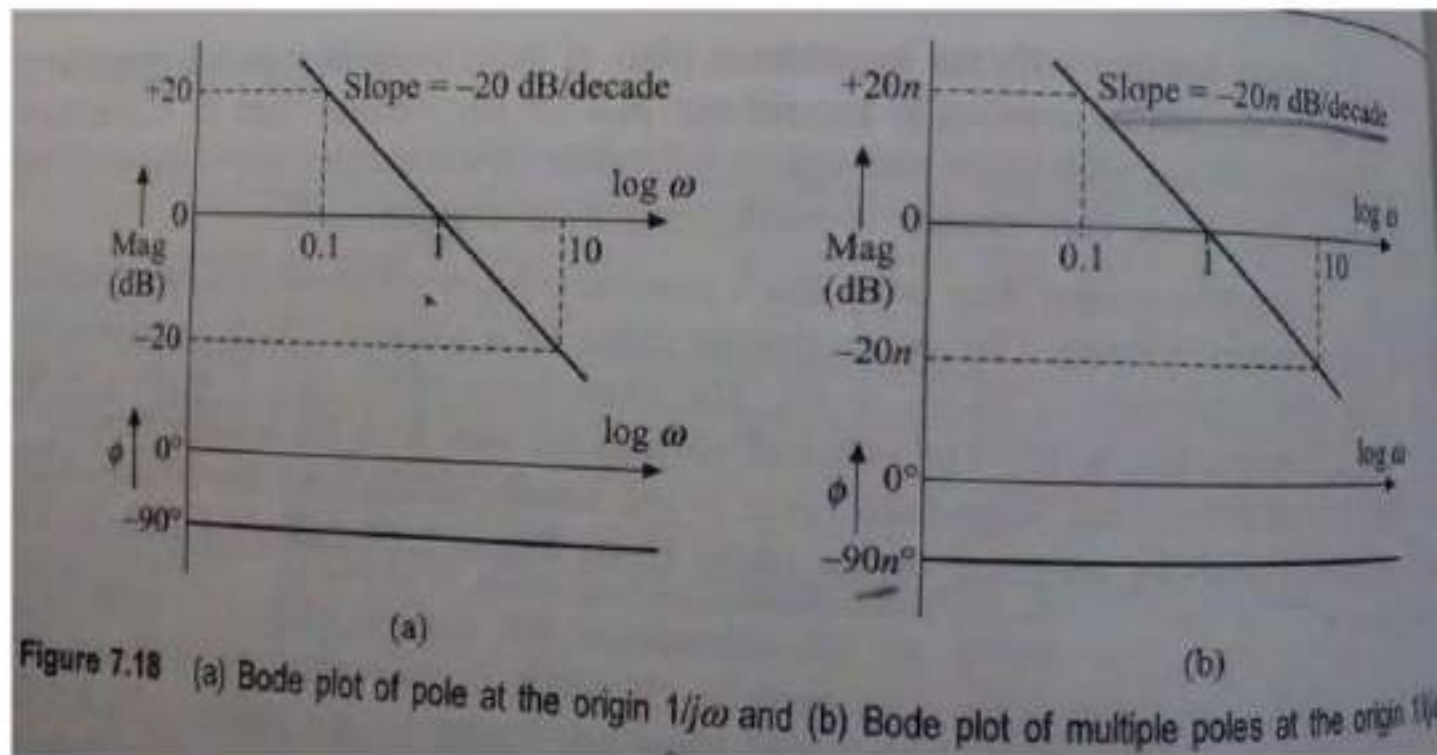 +20
Slope = –20 dB/decade
log ω
0
Mag
(dB)
0.1
1
10
–20
log ω
ϕ
0°
–90°
(a)
+20n
Slope = –20n dB/decade
log ω
0
Mag
(dB)
0.1
1
10
–20n
log ω
ϕ
0°
–90n°
(b)
Figure 7.18 (a) Bode plot of pole at the origin 1/jω and (b) Bode plot of multiple poles at the origin